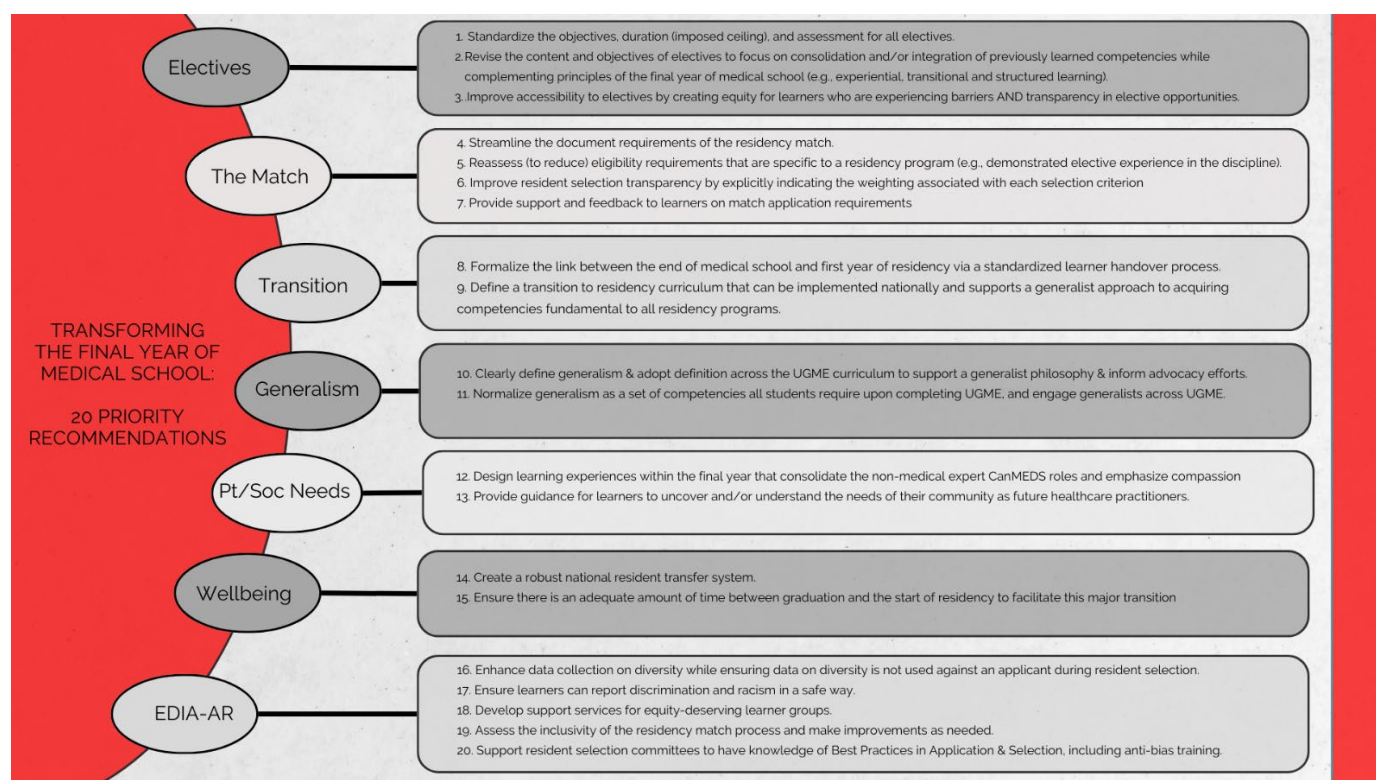 TRANSFORMING
THE FINAL YEAR OF
MEDICAL SCHOOL:
20 PRIORITY
RECOMMENDATIONS
Electives
1. Standardize the objectives, duration (imposed ceiling), and assessment for all electives.
2.Revise the content and objectives of electives to focus on consolidation and/or integration of previously learned competencies while
complementing principles of the final year of medical school (e.g., experiential, transitional and structured learning).
3. .Improve accessibility to electives by creating equity for learners who are experiencing barriers AND transparency in elective opportunities.
The Match
4. Streamline the document requirements of the residency match.
5. Reassess (to reduce) eligibility requirements that are specific to a residency program (e.g., demonstrated elective experience in the discipline).
6. Improve resident selection transparency by explicitly indicating the weighting associated with each selection criterion
7. Provide support and feedback to learners on match application requirements
Transition
8. Formalize the link between the end of medical school and first year of residency via a standardized learner handover process.
9. Define a transition to residency curriculum that can be implemented nationally and supports a generalist approach to acquiring
competencies fundamental to all residency programs.
Generalism
10. Clearly define generalism & adopt definition across the UGME curriculum to support a generalist philosophy & inform advocacy efforts.
11. Normalize generalism as a set of competencies all students require upon completing UGME, and engage generalists across UGME.
Pt/Soc Needs
12. Design learning experiences within the final year that consolidate the non-medical expert CanMEDS roles and emphasize compassion
13. Provide guidance for learners to uncover and/or understand the needs of their community as future healthcare practitioners.
Wellbeing
14. Create a robust national resident transfer system.
15. Ensure there is an adequate amount of time between graduation and the start of residency to facilitate this major transition
EDIA-AR
16. Enhance data collection on diversity while ensuring data on diversity is not used against an applicant during resident selection.
17. Ensure learners can report discrimination and racism in a safe way.
18. Develop support services for equity-deserving learner groups.
19. Assess the inclusivity of the residency match process and make improvements as needed.
20. Support resident selection committees to have knowledge of Best Practices in Application & Selection, including anti-bias training.